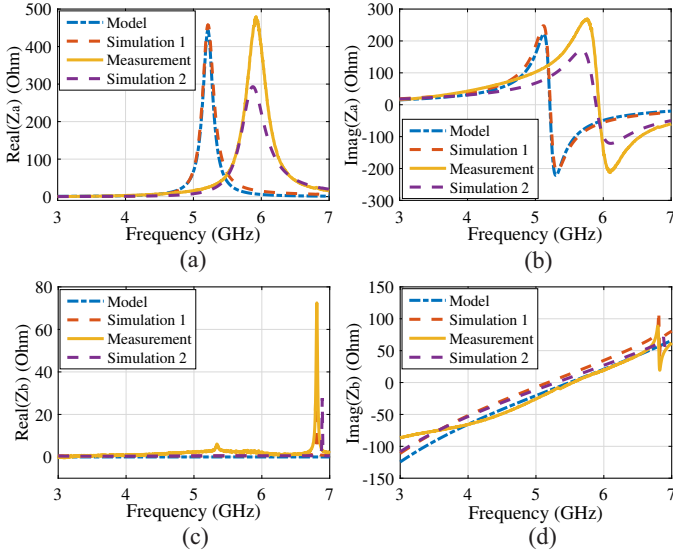 500
400
300
200
100
0
Real(Za) (Ohm)
Model
Simulation 1
Measurement
Simulation 2
3 4 5 6 7
Frequency (GHz)
(a)
300
200
100
0
-100
-200
-300
Imag(Za) (Ohm)
Model
Simulation 1
Measurement
Simulation 2
3 4 5 6 7
Frequency (GHz)
(b)
80
60
40
20
0
Real(Zb) (Ohm)
Model
Simulation 1
Measurement
Simulation 2
3 4 5 6 7
Frequency (GHz)
(c)
150
100
50
0
-50
-100
-150
Imag(Zb) (Ohm)
Model
Simulation 1
Measurement
Simulation 2
3 4 5 6 7
Frequency (GHz)
(d)